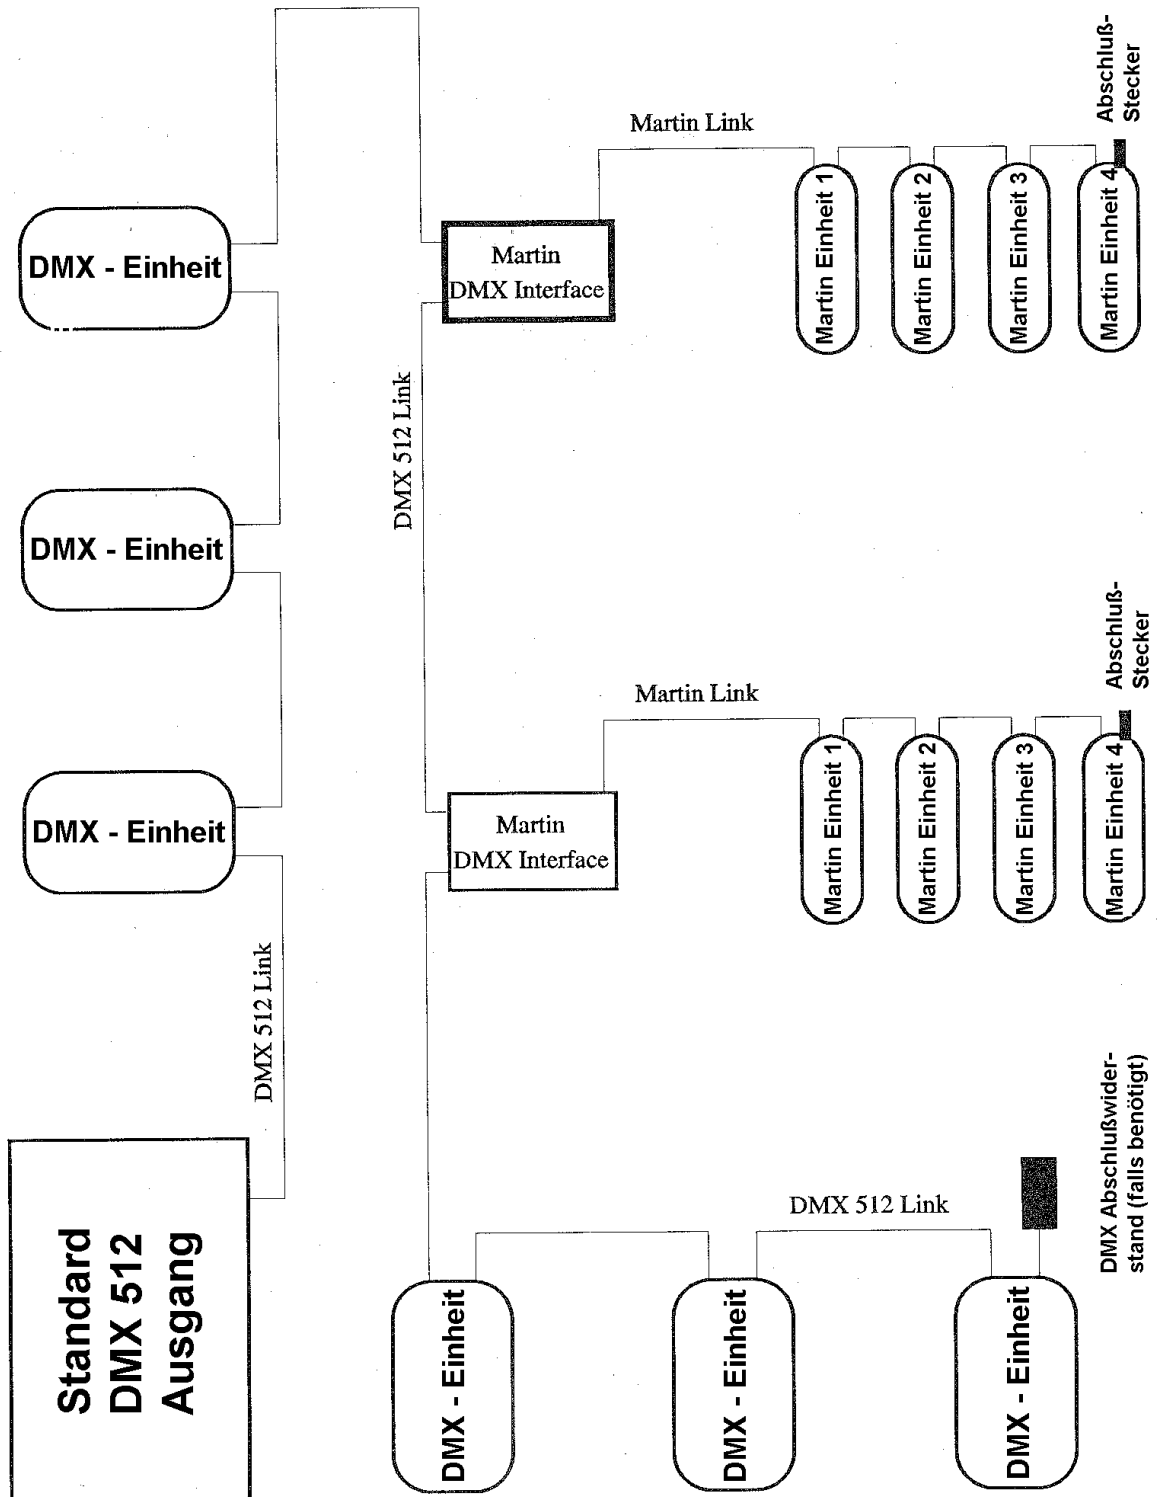 Abschluß-
Stecker
Martin Link
DMX - Einheit
Martin
DMX Interface
Martin Einheit 1
Martin Einheit 2
Martin Einheit 3
Martin Einheit 4
DMX 512 Link
DMX - Einheit
Abschluß-
Stecker
Martin Link
DMX - Einheit
Martin
DMX Interface
Martin Einheit 1
Martin Einheit 2
Martin Einheit 3
Martin Einheit 4
DMX 512 Link
Standard
DMX 512
Ausgang
DMX 512 Link
DMX Abschlußwider-
stand (falls benötigt)
DMX - Einheit
DMX - Einheit
DMX - Einheit